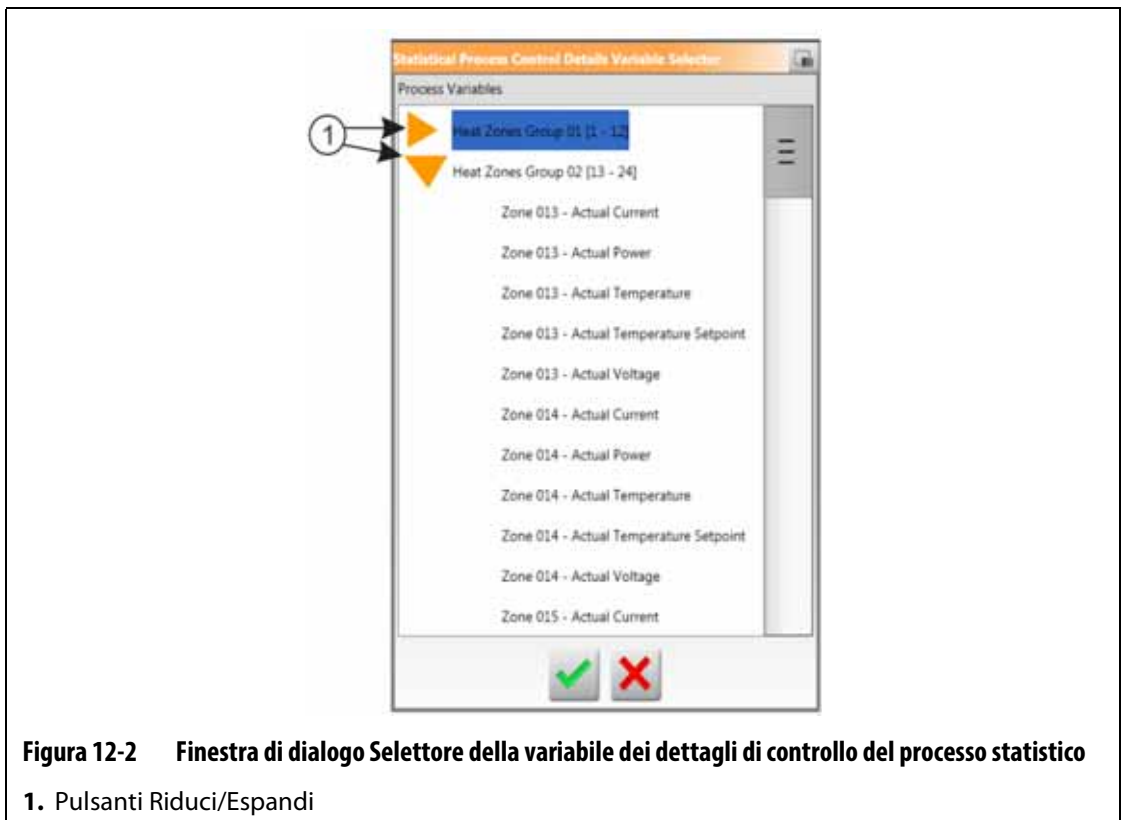 Statistical Process Control Details Variable Selector
Process Variables
1
Heat Zones Group 01 [1 - 12]
Heat Zones Group 02 [13 - 24]
Zone 013 - Actual Current
Zone 013 - Actual Power
Zone 013 - Actual Temperature
Zone 013 - Actual Temperature Setpoint
Zone 013 - Actual Voltage
Zone 014 - Actual Current
Zone 014 - Actual Power
Zone 014 - Actual Temperature
Zone 014 - Actual Temperature Setpoint
Zone 014 - Actual Voltage
Zone 015 - Actual Current
Figura 12-2 Finestra di dialogo Selettore della variabile dei dettagli di controllo del processo statistico
1. Pulsanti Riduci/Espandi